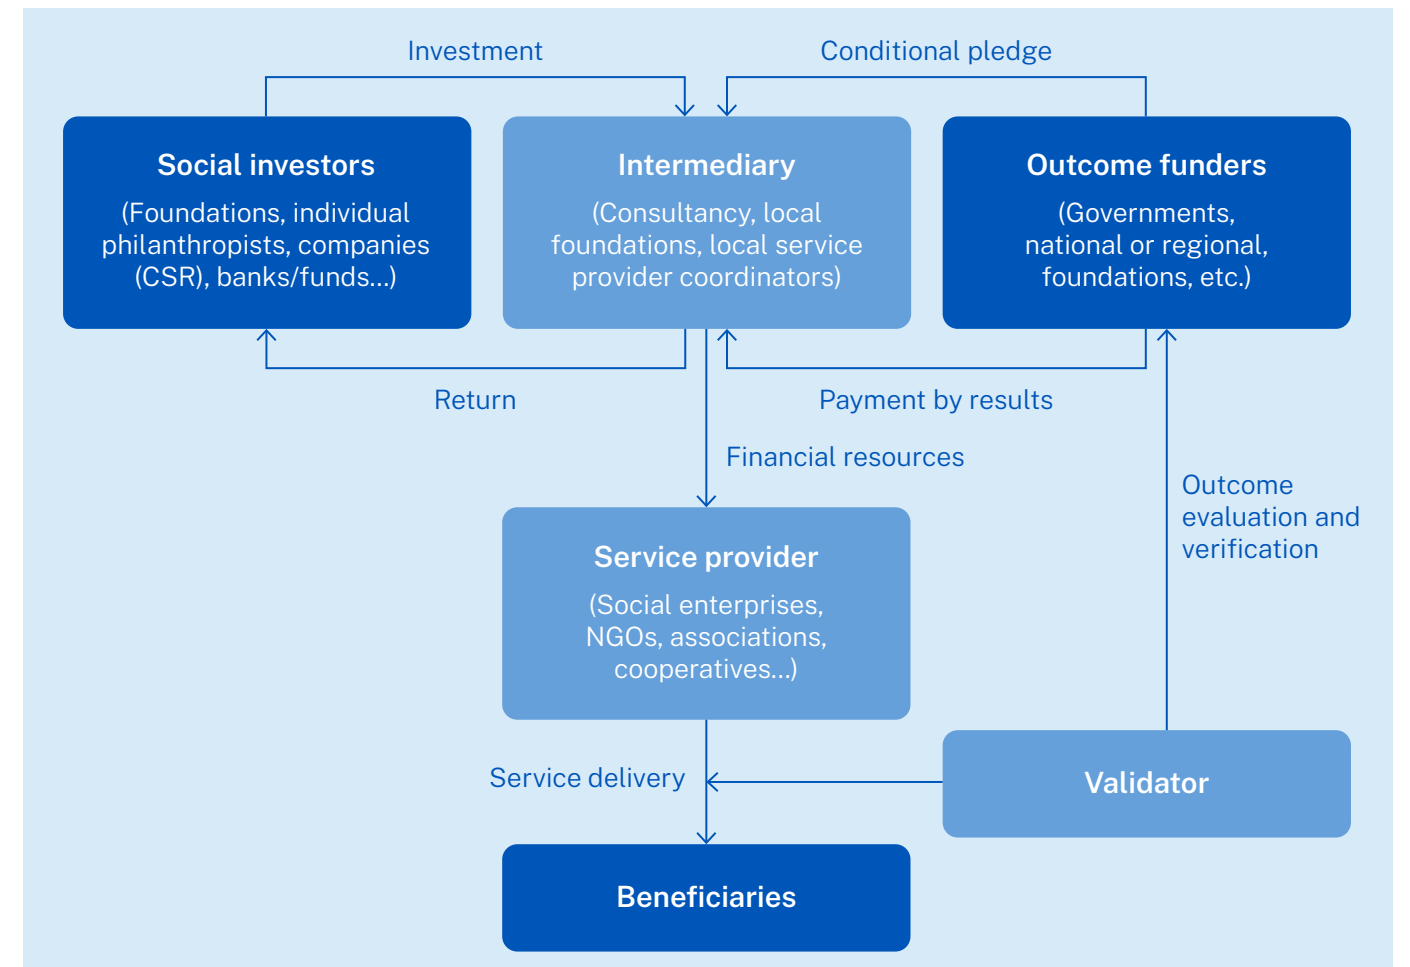 Investment
Conditional pledge
Social investors
(Foundations, individual
philanthropists, companies
(CSR), banks/funds...)
Intermediary
(Consultancy, local
foundations, local service
provider coordinators)
Outcome funders
(Governments,
national or regional,
foundations, etc.)
Return
Payment by results
Financial resources
Outcome
evaluation and
verification
Service provider
(Social enterprises,
NGOs, associations,
cooperatives...)
Service delivery
Validator
Beneficiaries